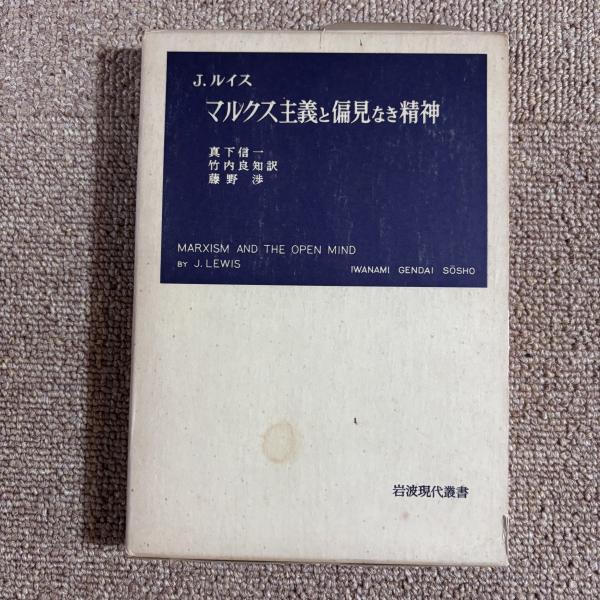 J. ルイス
マルクス主義と偏見なき精神
真下信一
竹内良知訳
藤野 渉
MARXISM AND THE OPEN MIND
BY J. LEWIS
IWANAMI GENDAI SŌSHO
岩波現代叢書